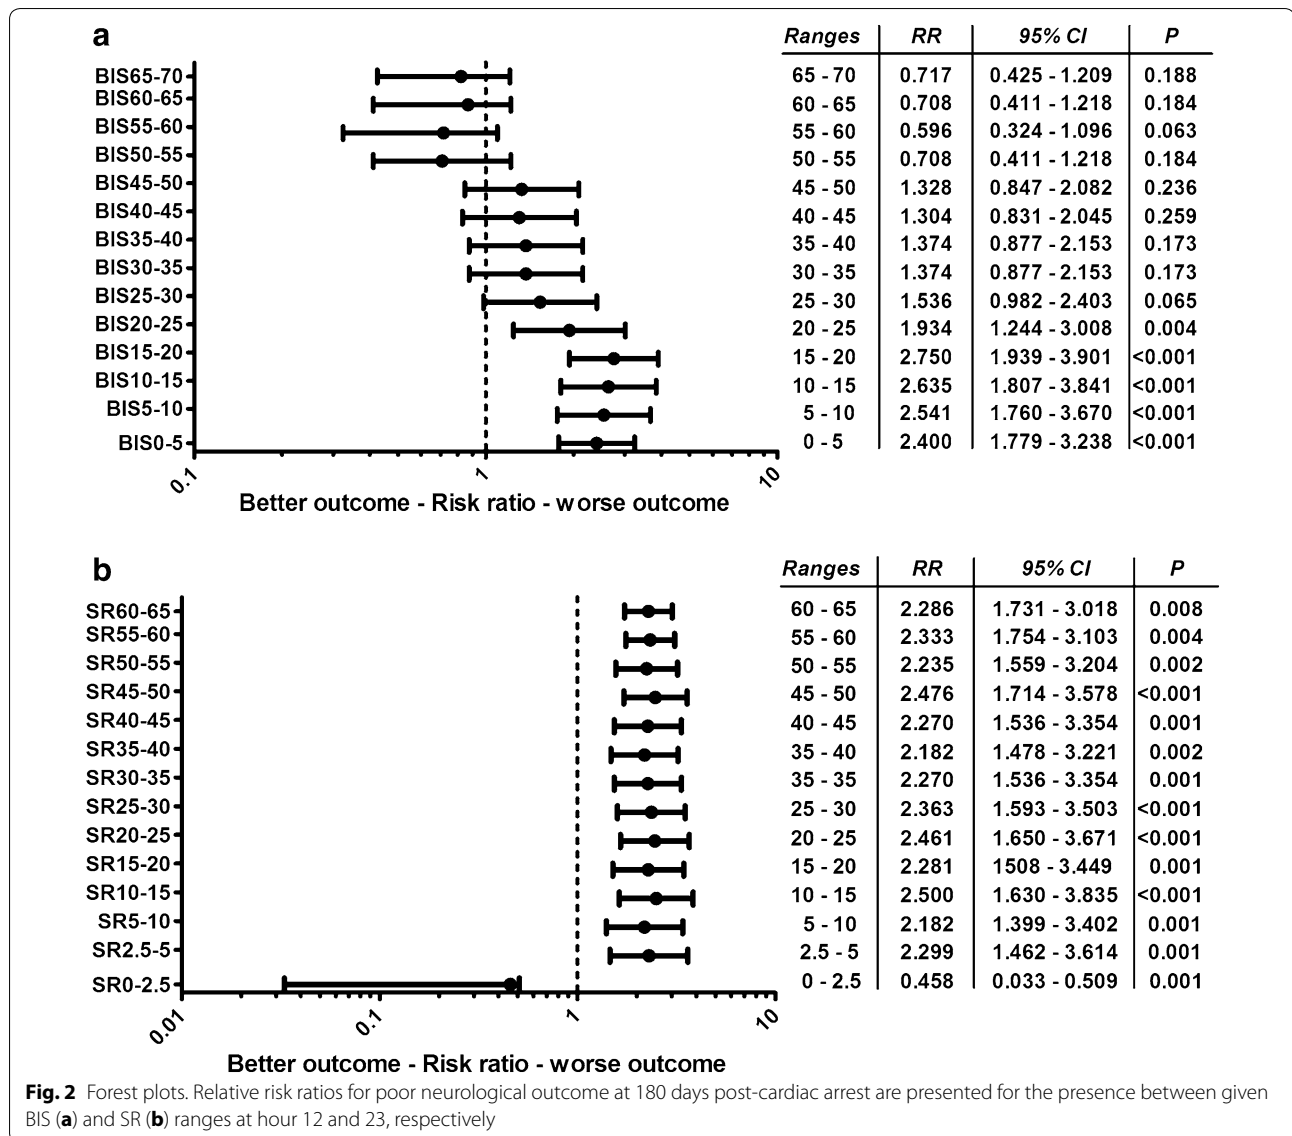 a
Ranges RR 95% CI P
BIS65-70 65 - 70 0.717 0.425 - 1.209 0.188
BIS60-65 60 - 65 0.708 0.411 - 1.218 0.184
BIS55-60 55 - 60 0.596 0.324 - 1.096 0.063
BIS50-55 50 - 55 0.708 0.411 - 1.218 0.184
BIS45-50 45 - 50 1.328 0.847 - 2.082 0.236
BIS40-45 40 - 45 1.304 0.831 - 2.045 0.259
BIS35-40 35 - 40 1.374 0.877 - 2.153 0.173
BIS30-35 30 - 35 1.374 0.877 - 2.153 0.173
BIS25-30 25 - 30 1.536 0.982 - 2.403 0.065
BIS20-25 20 - 25 1.934 1.244 - 3.008 0.004
BIS15-20 15 - 20 2.750 1.939 - 3.901 <0.001
BIS10-15 10 - 15 2.635 1.807 - 3.841 <0.001
BIS5-10 5 - 10 2.541 1.760 - 3.670 <0.001
BIS0-5 0 - 5 2.400 1.779 - 3.238 <0.001
0.1 1 10
Better outcome - Risk ratio - worse outcome
b
Ranges RR 95% CI P
SR60-65 60 - 65 2.286 1.731 - 3.018 0.008
SR55-60 55 - 60 2.333 1.754 - 3.103 0.004
SR50-55 50 - 55 2.235 1.559 - 3.204 0.002
SR45-50 45 - 50 2.476 1.714 - 3.578 <0.001
SR40-45 40 - 45 2.270 1.536 - 3.354 0.001
SR35-40 35 - 40 2.182 1.478 - 3.221 0.002
SR30-35 35 - 35 2.270 1.536 - 3.354 0.001
SR25-30 25 - 30 2.363 1.593 - 3.503 <0.001
SR20-25 20 - 25 2.461 1.650 - 3.671 <0.001
SR15-20 15 - 20 2.281 1508 - 3.449 0.001
SR10-15 10 - 15 2.500 1.630 - 3.835 <0.001
SR5-10 5 - 10 2.182 1.399 - 3.402 0.001
SR2.5-5 2.5 - 5 2.299 1.462 - 3.614 0.001
SR0-2.5 0 - 2.5 0.458 0.033 - 0.509 0.001
0.01 0.1 1 10
Better outcome - Risk ratio - worse outcome
Fig. 2 Forest plots. Relative risk ratios for poor neurological outcome at 180 days post-cardiac arrest are presented for the presence between given
BIS (a) and SR (b) ranges at hour 12 and 23, respectively